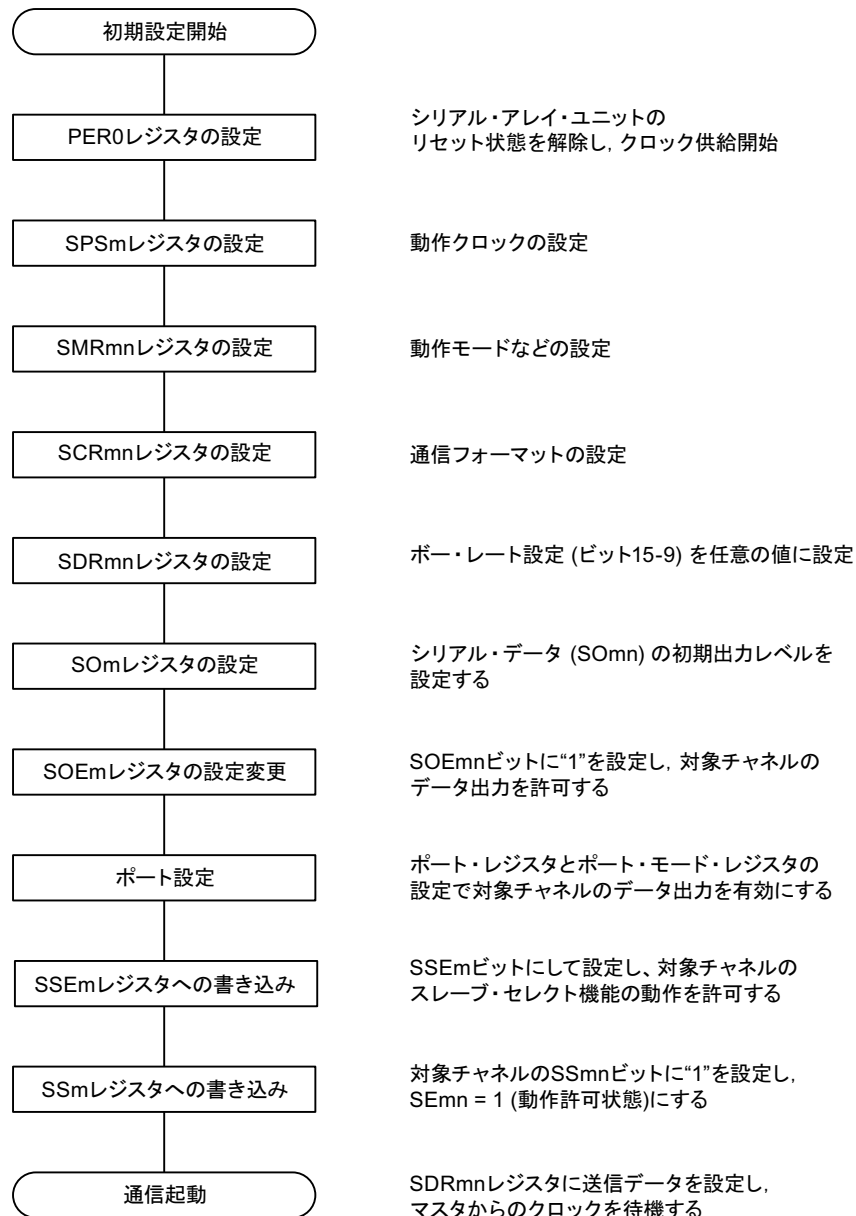 初期設定開始
PER0レジスタの設定
シリアル・アレイ・ユニットの
リセット状態を解除し, クロック供給開始
SPSmレジスタの設定
動作クロックの設定
SMRmnレジスタの設定
動作モードなどの設定
SCRmnレジスタの設定
通信フォーマットの設定
SDRmnレジスタの設定
ボー・レート設定 (ビット15-9) を任意の値に設定
SOmレジスタの設定
シリアル・データ (SOmn) の初期出力レベルを
設定する
SOEmレジスタの設定変更
SOEmnビットに“1”を設定し, 対象チャネルの
データ出力を許可する
ポート設定
ポート・レジスタとポート・モード・レジスタの
設定で対象チャネルのデータ出力を有効にする
SSEmレジスタへの書き込み
SSEmビットにして設定し、対象チャネルの
スレーブ・セレクト機能の動作を許可する
SSmレジスタへの書き込み
対象チャネルのSSmnビットに“1”を設定し,
SEmn = 1 (動作許可状態)にする
通信起動
SDRmnレジスタに送信データを設定し,
マスタからのクロックを待機する